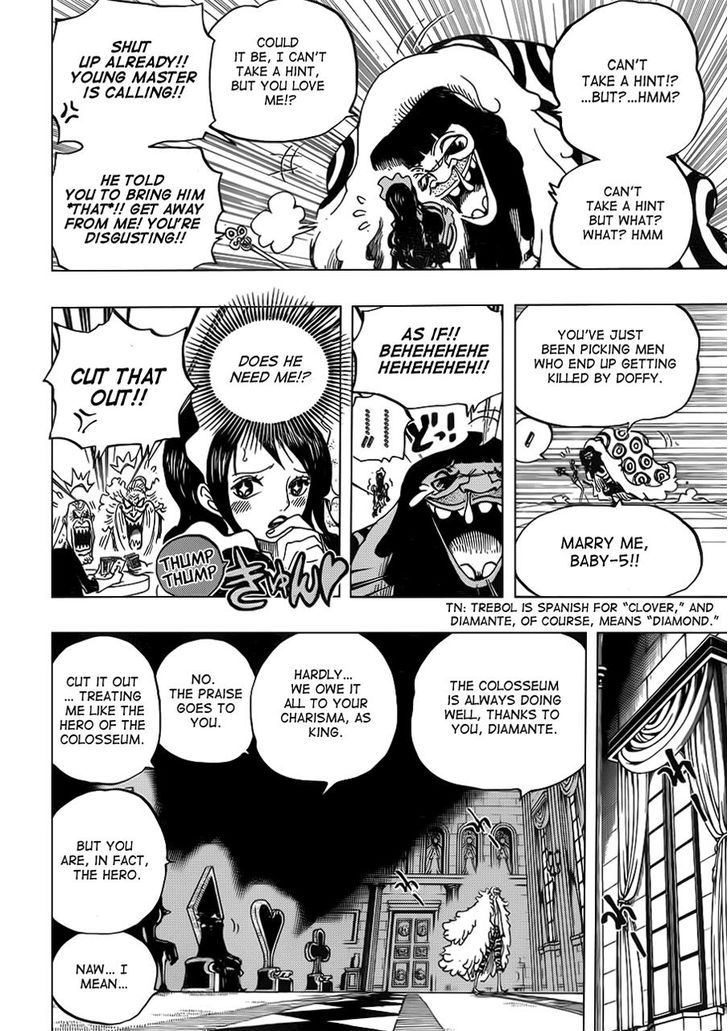 CAN'T
TAKE A HINT!?
...BUT?...HMM?
CAN'T
TAKE A HINT
BUT WHAT?
WHAT? HMM
COULD
IT BE, I CAN'T
TAKE A HINT,
BUT YOU LOVE
ME!?
SHUT
UP ALREADY!!
YOUNG MASTER
IS CALLING!!
HE TOLD
YOU TO BRING HIM
*THAT*!! GET AWAY
FROM ME! YOU'RE
DISGUSTING!!
YOU'VE JUST
BEEN PICKING MEN
WHO END UP GETTING
KILLED BY DOFFY.
MARRY ME,
BABY-5!!
AS IF!!
BEHEHEHEHE
HEHEHEHEH!!
どっ!!
DOES HE
NEED ME!?
THUMP
THUMP
きゅん♥
CUT THAT
OUT!!
TN: TREBOL IS SPANISH FOR "CLOVER," AND
DIAMANTE, OF COURSE, MEANS "DIAMOND."
THE COLOSSEUM
IS ALWAYS DOING
WELL, THANKS TO
YOU, DIAMANTE.
HARDLY...
WE OWE IT
ALL TO YOUR
CHARISMA, AS
KING.
NO.
THE PRAISE
GOES TO
YOU.
CUT IT OUT
... TREATING
ME LIKE THE
HERO OF THE
COLOSSEUM.
BUT YOU
ARE, IN FACT,
THE HERO.
NAW... I
MEAN...